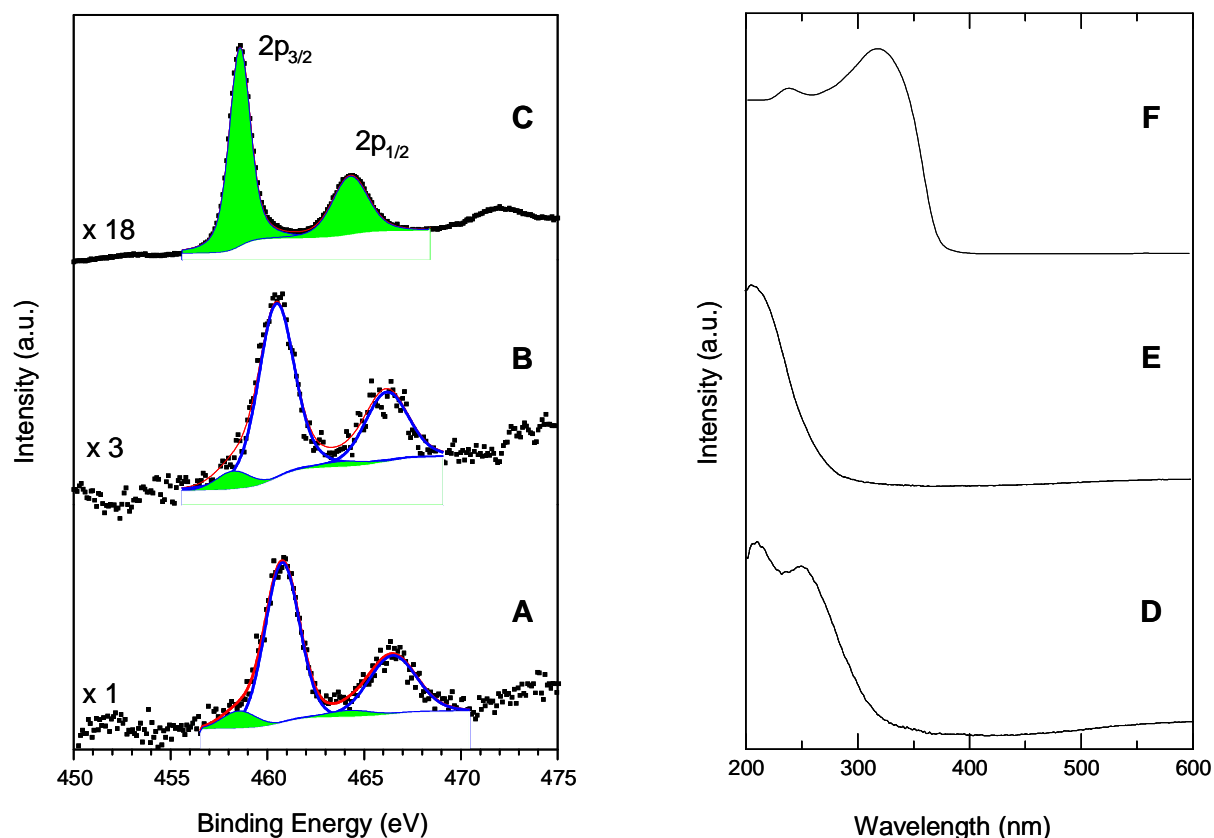 2p3/2
2p1/2
C
x 18
B
x 3
A
x 1
450 455 460 465 470 475
Binding Energy (eV)
Intensity (a.u.)
F
E
D
200 300 400 500 600
Wavelength (nm)
Intensity (a.u.)